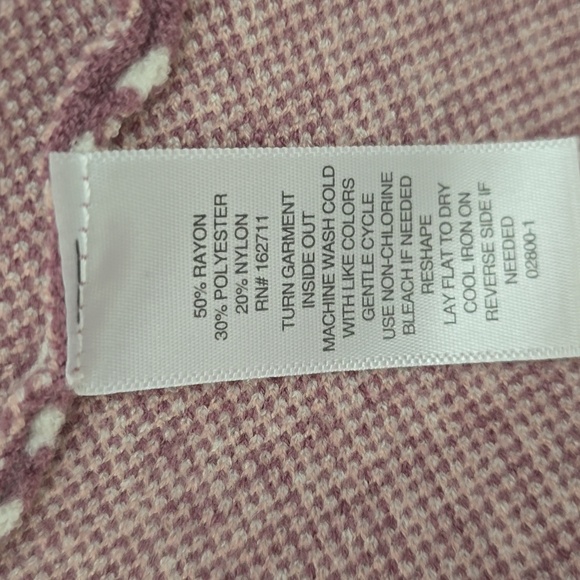 50% RAYON
30% POLYESTER
20% NYLON
RN# 162711
TURN GARMENT
INSIDE OUT
MACHINE WASH COLD
WITH LIKE COLORS
GENTLE CYCLE
USE NON-CHLORINE
BLEACH IF NEEDED
RESHAPE
LAY FLAT TO DRY
COOL IRON ON
REVERSE SIDE IF
NEEDED
02800-1